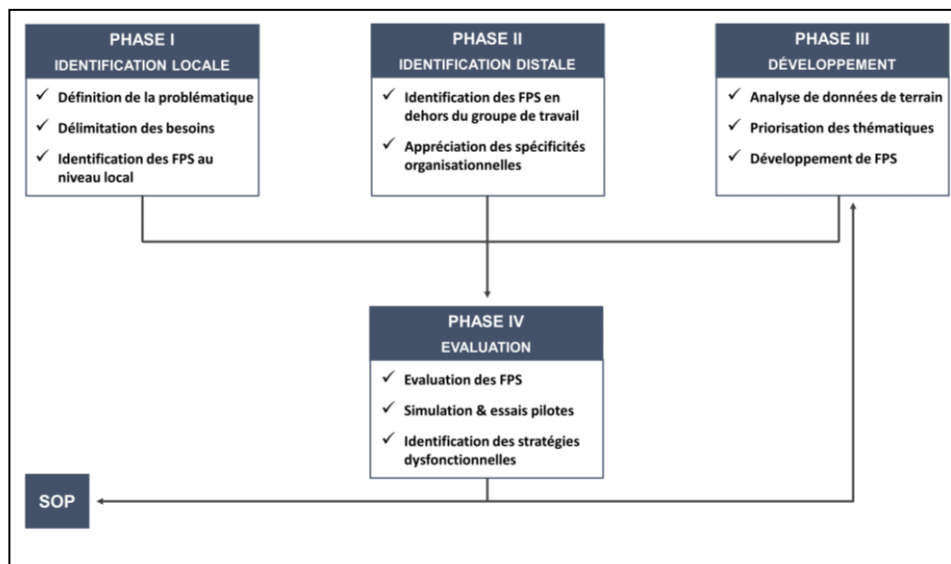 PHASE I
IDENTIFICATION LOCALE
✓ Définition de la problématique
✓ Délimitation des besoins
✓ Identification des FPS au
niveau local
PHASE II
IDENTIFICATION DISTALE
✓ Identification des FPS en
dehors du groupe de travail
✓ Appréciation des spécificités
organisationnelles
PHASE III
DÉVELOPPEMENT
✓ Analyse de données de terrain
✓ Priorisation des thématiques
✓ Développement de FPS
PHASE IV
EVALUATION
✓ Evaluation des FPS
✓ Simulation & essais pilotes
✓ Identification des stratégies
dysfonctionnelles
SOP